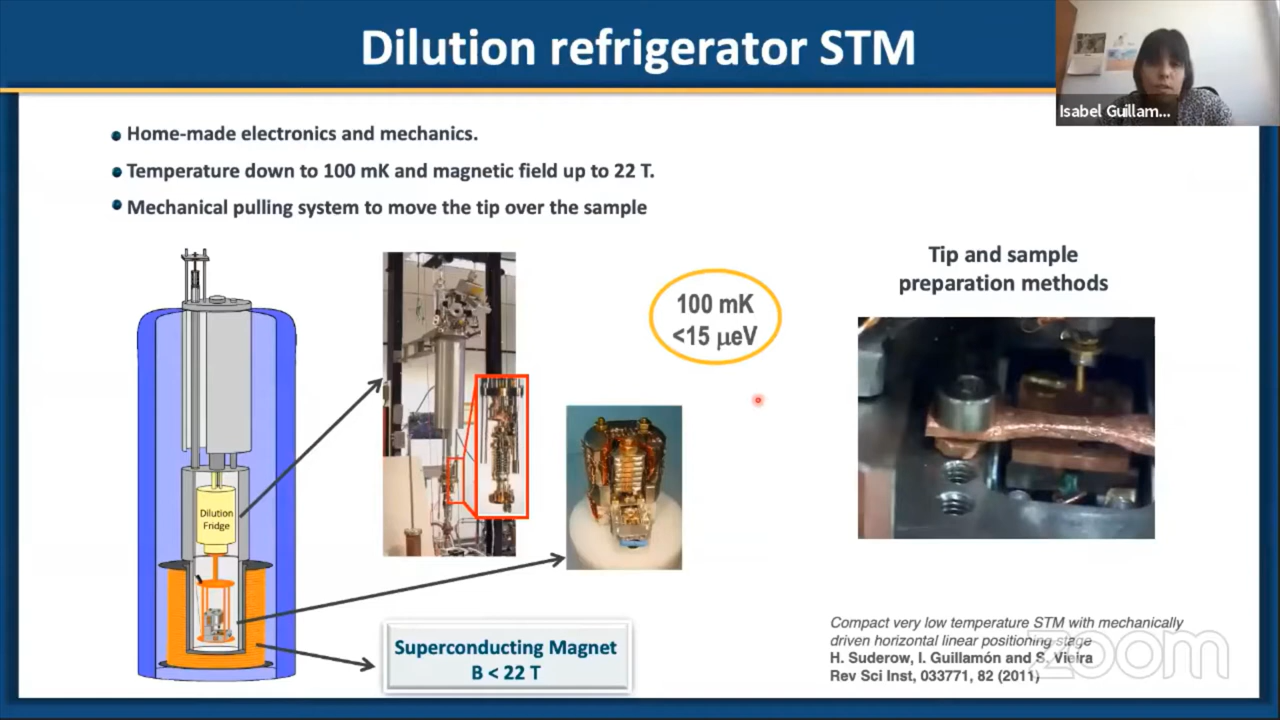 Dilution refrigerator STM
Isabel Guillam...
Home-made electronics and mechanics.
Temperature down to 100 mK and magnetic field up to 22 T.
Mechanical pulling system to move the tip over the sample
Tip and sample
preparation methods
100 mK
<15 μeV
Dilution
Fridge
Superconducting Magnet
B < 22 T
Compact very low temperature STM with mechanically
driven horizontal linear positioning stage
H. Suderow, I. Guillamón and S. Vieira
Rev Sci Inst, 033771, 82 (2011)
zoom